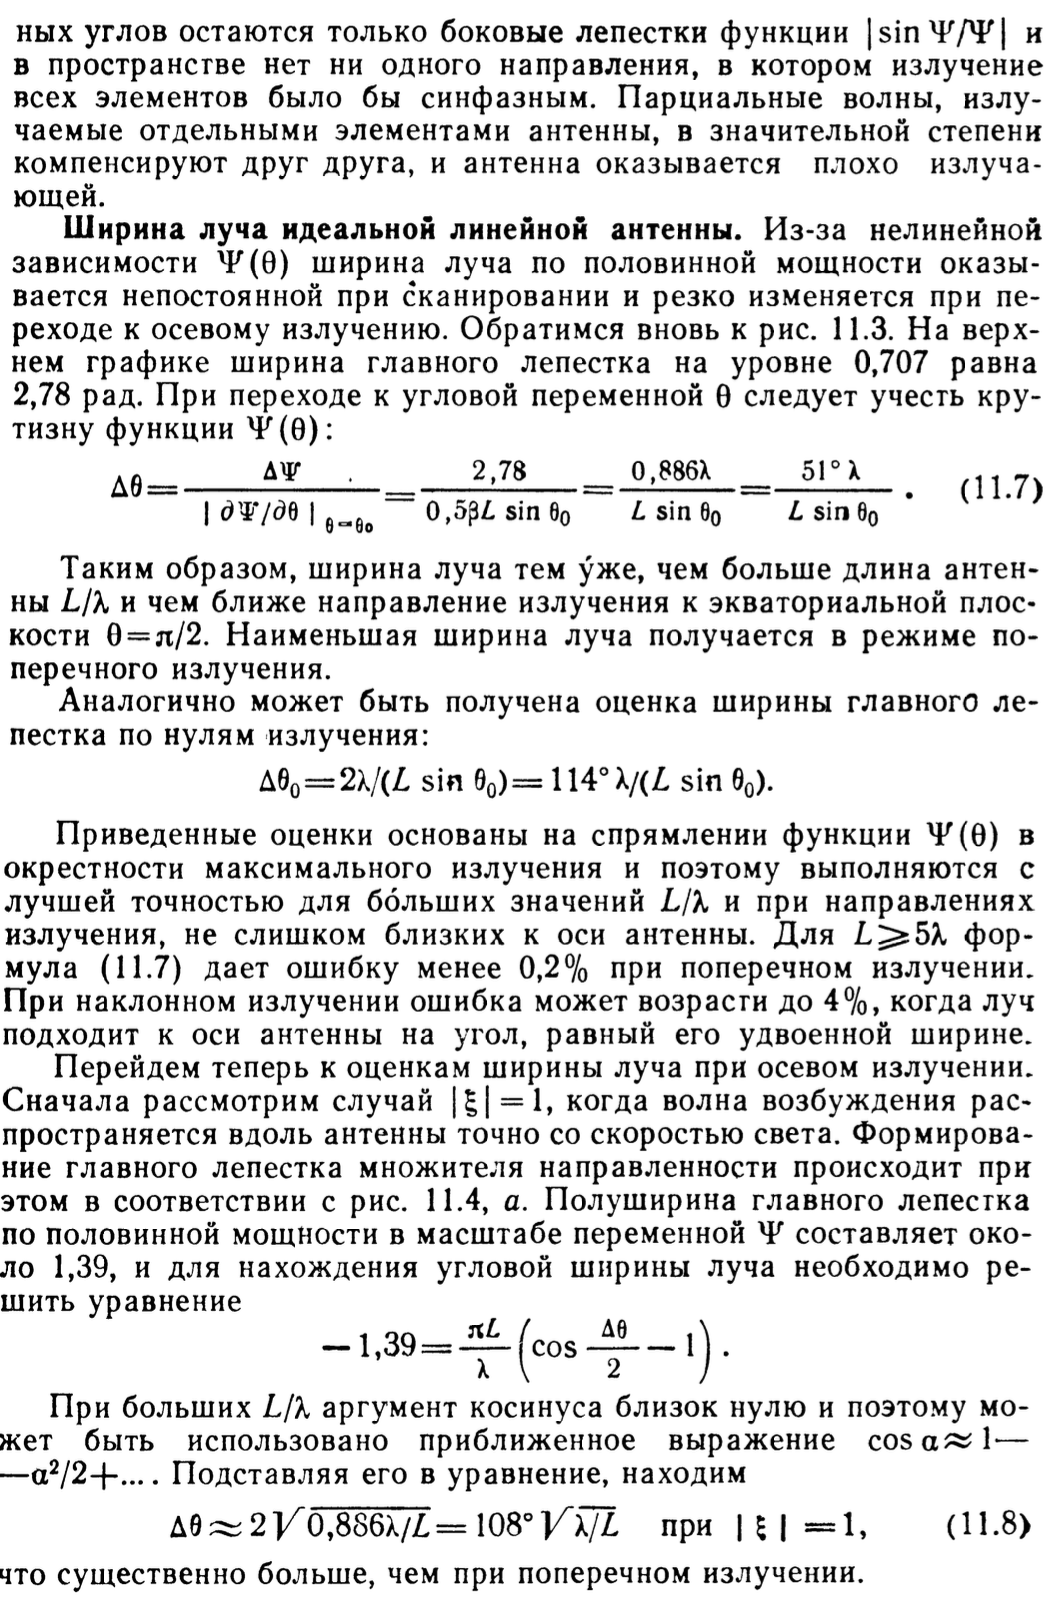 ных углов остаются только боковые лепестки функции |sin Ψ/Ψ| и
в пространстве нет ни одного направления, в котором излучение
всех элементов было бы синфазным. Парциальные волны, излу-
чаемые отдельными элементами антенны, в значительной степени
компенсируют друг друга, и антенна оказывается плохо излуча-
ющей.
Ширина луча идеальной линейной антенны. Из-за нелинейной
зависимости Ψ(θ) ширина луча по половинной мощности оказы-
вается непостоянной при сканировании и резко изменяется при пе-
реходе к осевому излучению. Обратимся вновь к рис. 11.3. На верх-
нем графике ширина главного лепестка на уровне 0,707 равна
2,78 рад. При переходе к угловой переменной θ следует учесть кру-
тизну функции Ψ(θ):
Δθ = ΔΨ / |∂Ψ/∂θ|θ=θ₀ = 2,78 / 0,5βL sin θ₀ = 0,886λ / L sin θ₀ = 51° λ / L sin θ₀ . (11.7)
Таким образом, ширина луча тем у́же, чем больше длина антен-
ны L/λ и чем ближе направление излучения к экваториальной плос-
кости θ=π/2. Наименьшая ширина луча получается в режиме по-
перечного излучения.
Аналогично может быть получена оценка ширины главного ле-
пестка по нулям излучения:
Δθ₀=2λ/(L sin θ₀)=114°λ/(L sin θ₀).
Приведенные оценки основаны на спрямлении функции Ψ(θ) в
окрестности максимального излучения и поэтому выполняются с
лучшей точностью для бо́льших значений L/λ и при направлениях
излучения, не слишком близких к оси антенны. Для L⩾5λ фор-
мула (11.7) дает ошибку менее 0,2% при поперечном излучении.
При наклонном излучении ошибка может возрасти до 4%, когда луч
подходит к оси антенны на угол, равный его удвоенной ширине.
Перейдем теперь к оценкам ширины луча при осевом излучении.
Сначала рассмотрим случай |ξ|=1, когда волна возбуждения рас-
пространяется вдоль антенны точно со скоростью света. Формирова-
ние главного лепестка множителя направленности происходит при
этом в соответствии с рис. 11.4, а. Полуширина главного лепестка
по половинной мощности в масштабе переменной Ψ составляет око-
ло 1,39, и для нахождения угловой ширины луча необходимо ре-
шить уравнение
−1,39 = πL/λ (cos Δθ/2 − 1) .
При больших L/λ аргумент косинуса близок нулю и поэтому мо-
жет быть использовано приближенное выражение cos α≈1—
—α²/2+.... Подставляя его в уравнение, находим
Δθ≈2√0,886λ/L=108°√λ/L при |ξ|=1, (11.8)
что существенно больше, чем при поперечном излучении.